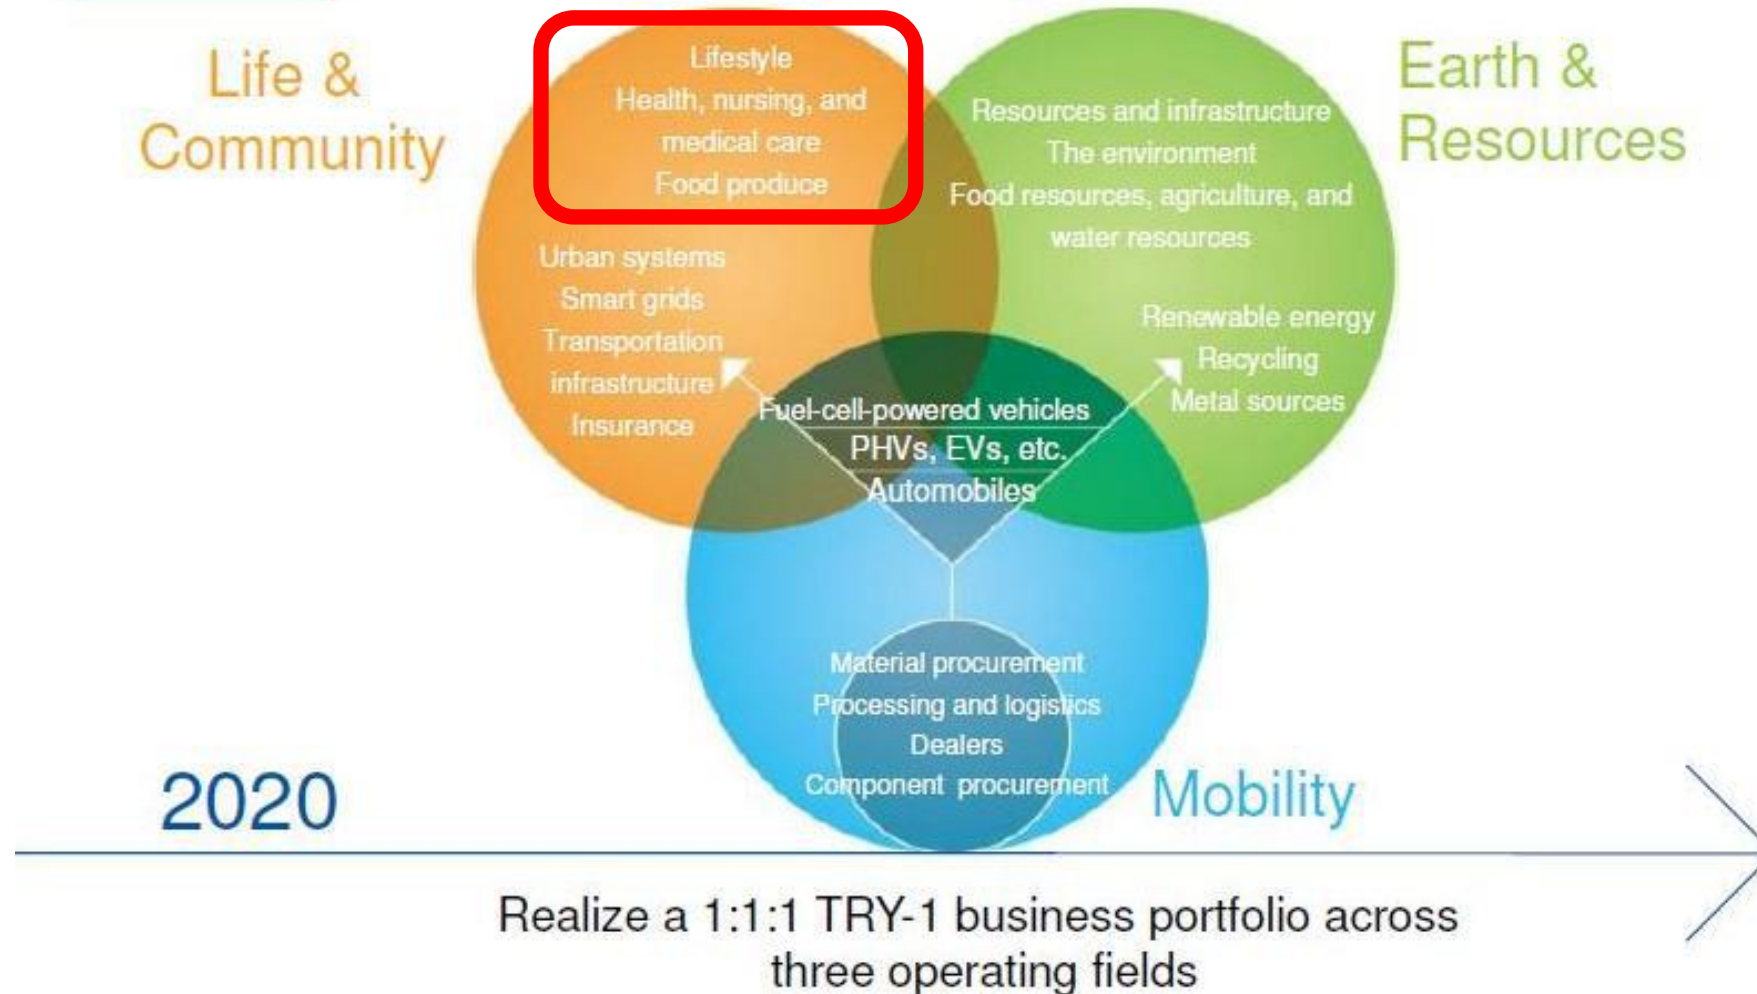 Life &
Community
Lifestyle
Health, nursing, and
medical care
Food produce
Urban systems
Smart grids
Transportation
infrastructure
Insurance
Earth &
Resources
Resources and infrastructure
The environment
Food resources, agriculture, and
water resources
Renewable energy
Recycling
Metal sources
Fuel-cell-powered vehicles
PHVs, EVs, etc.
Automobiles
Material procurement
Processing and logistics
Dealers
Component procurement
Mobility
2020
Realize a 1:1:1 TRY-1 business portfolio across
three operating fields